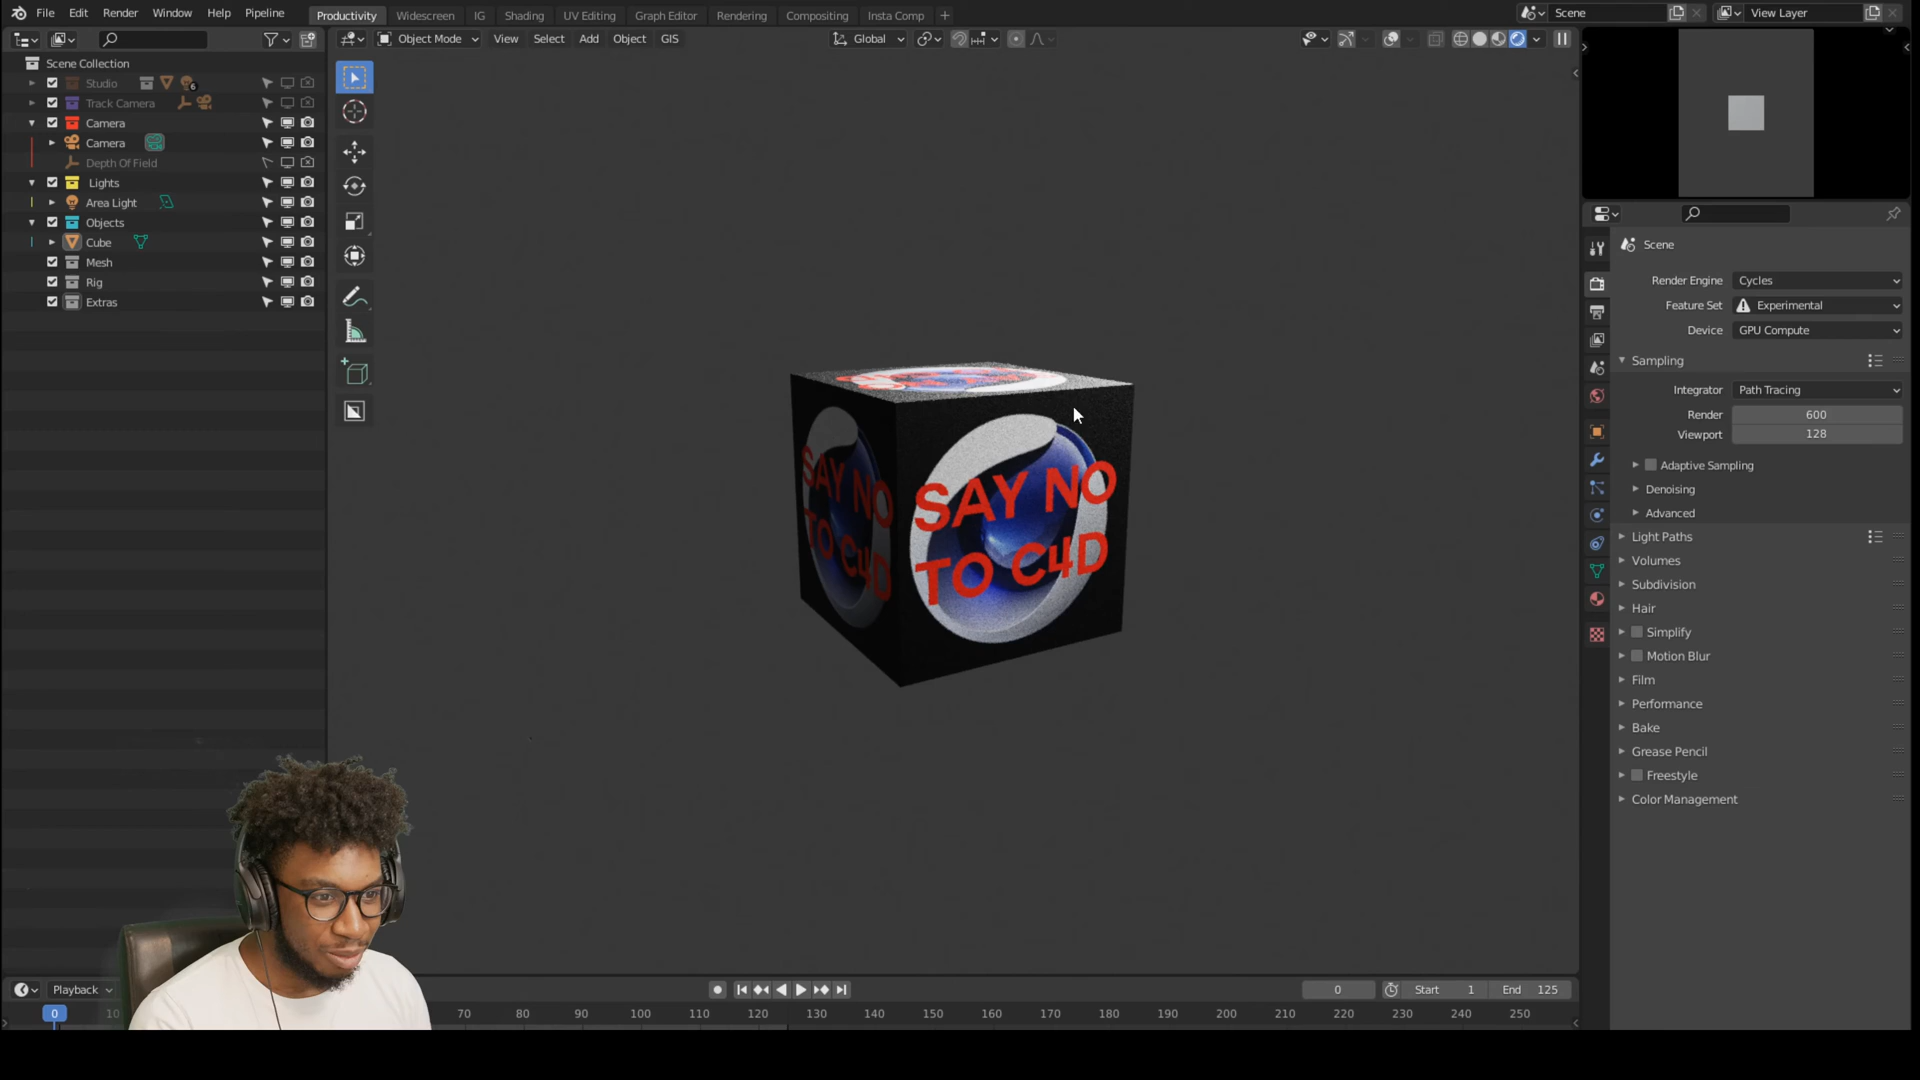 File Edit Render Window Help Pipeline Productivity Widescreen IG Shading UV Editing Graph Editor Rendering Compositing Insta Comp + Scene View Layer
Object Mode View Select Add Object GIS Global
Scene Collection
Studio 6
Track Camera
Camera
Camera
Depth Of Field
Lights
Area Light
Objects
Cube
Mesh
Rig
Extras
SAY NO
TO C4D
SAY NO
TO C4D
Scene
Render Engine Cycles
Feature Set Experimental
Device GPU Compute
Sampling
Integrator Path Tracing
Render 600
Viewport 128
Adaptive Sampling
Denoising
Advanced
Light Paths
Volumes
Subdivision
Hair
Simplify
Motion Blur
Film
Performance
Bake
Grease Pencil
Freestyle
Color Management
Playback 0 Start 1 End 125
0 10 70 80 90 100 110 120 130 140 150 160 170 180 190 200 210 220 230 240 250